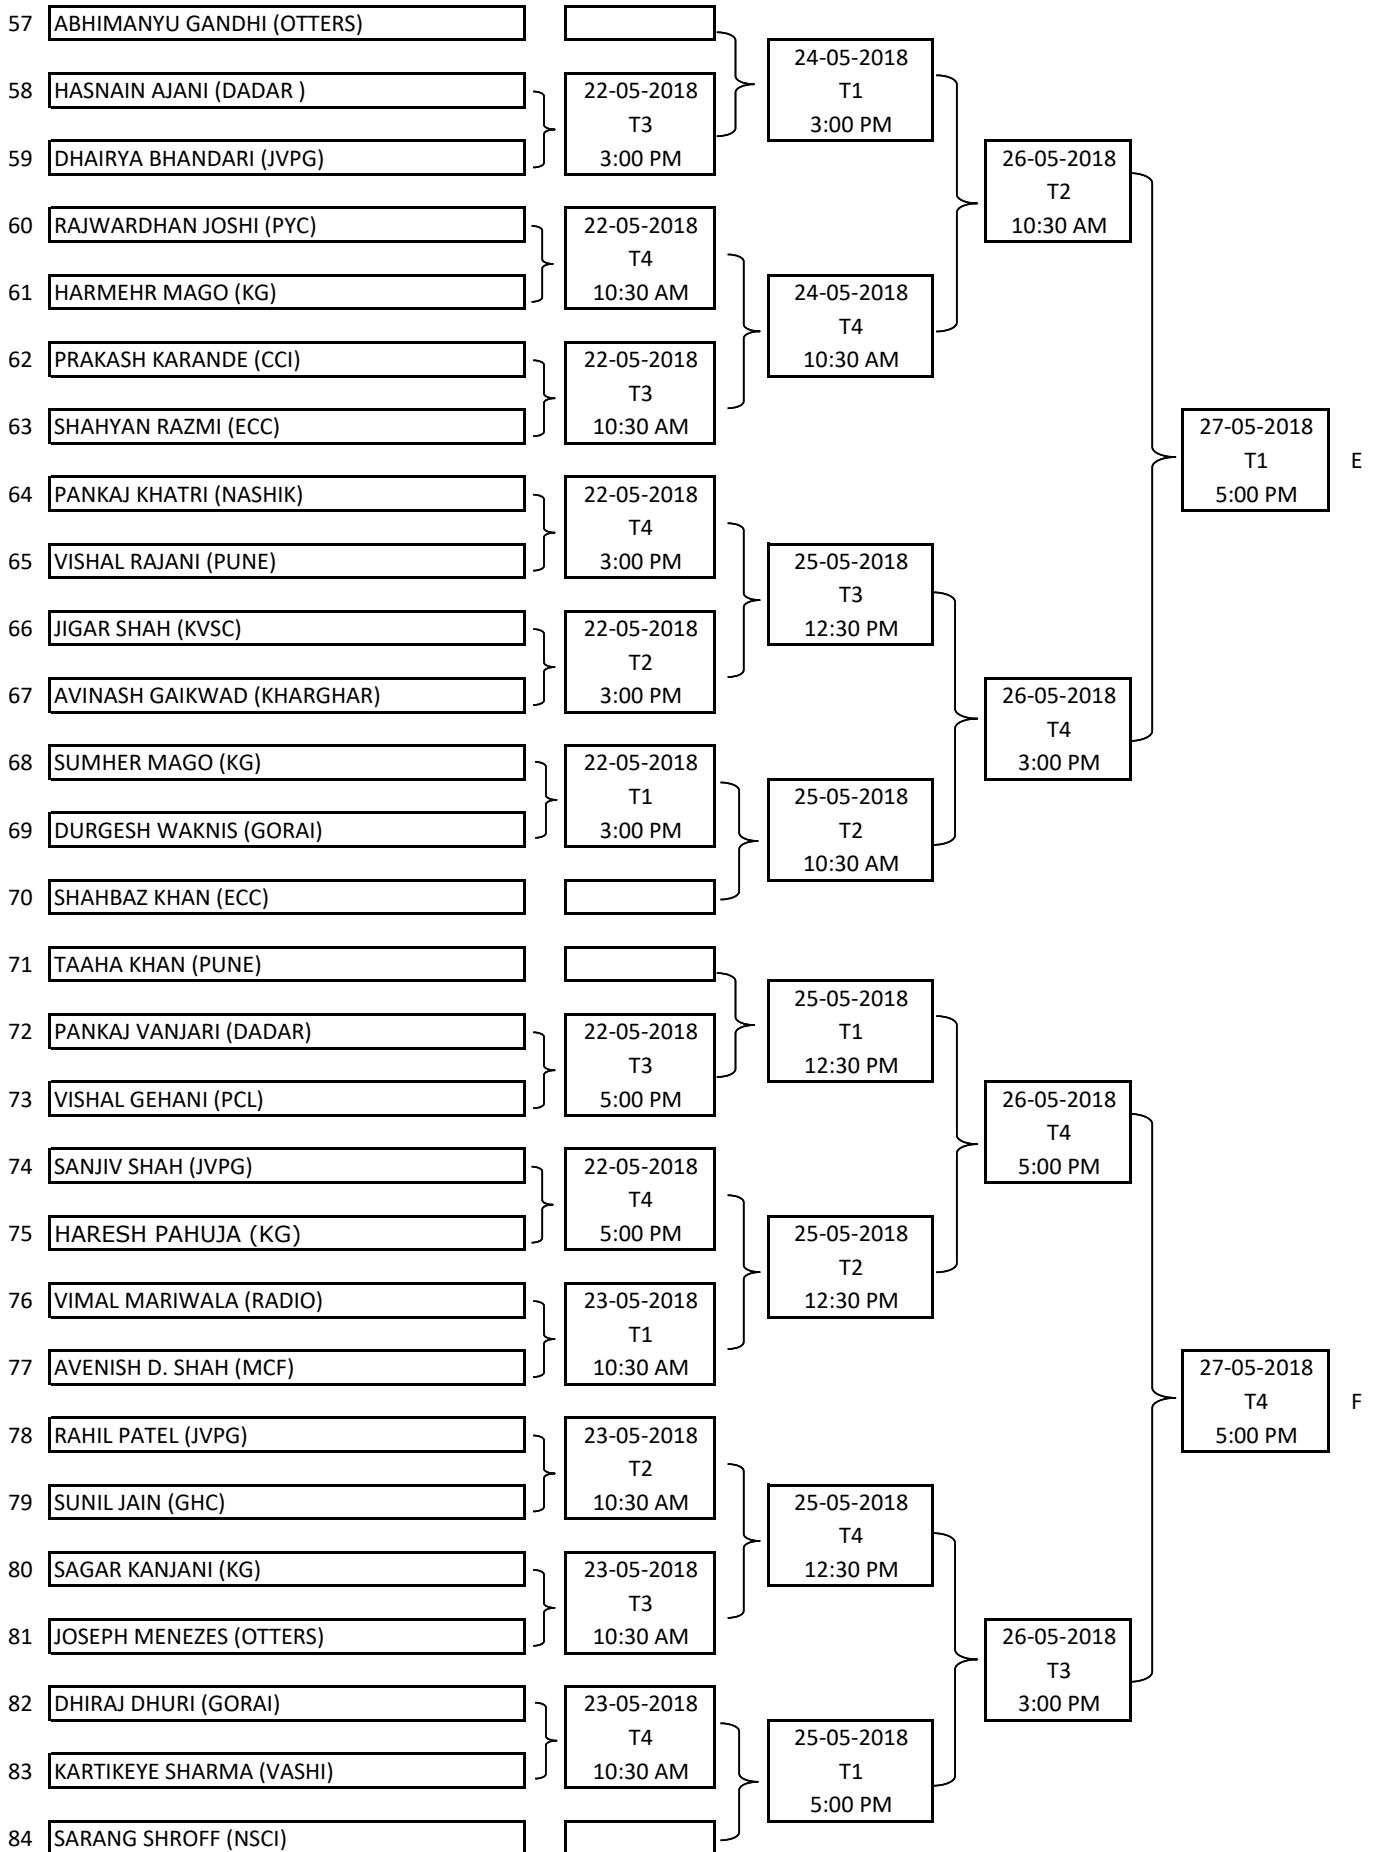 57 ABHIMANYU GANDHI (OTTERS)
24-05-2018
58 HASNAIN AJANI (DADAR ) 22-05-2018 T1
T3 3:00 PM
59 DHAIRYA BHANDARI (JVPG) 3:00 PM 26-05-2018
T2
60 RAJWARDHAN JOSHI (PYC) 22-05-2018 10:30 AM
T4
61 HARMEHR MAGO (KG) 10:30 AM 24-05-2018
T4
62 PRAKASH KARANDE (CCI) 22-05-2018 10:30 AM
T3
63 SHAHYAN RAZMI (ECC) 10:30 AM 27-05-2018
T1 E
64 PANKAJ KHATRI (NASHIK) 22-05-2018 5:00 PM
T4
65 VISHAL RAJANI (PUNE) 3:00 PM 25-05-2018
T3
66 JIGAR SHAH (KVSC) 22-05-2018 12:30 PM
T2
67 AVINASH GAIKWAD (KHARGHAR) 3:00 PM 26-05-2018
T4
68 SUMHER MAGO (KG) 22-05-2018 3:00 PM
T1 25-05-2018
69 DURGESH WAKNIS (GORAI) 3:00 PM T2
10:30 AM
70 SHAHBAZ KHAN (ECC)
71 TAAHA KHAN (PUNE)
25-05-2018
72 PANKAJ VANJARI (DADAR) 22-05-2018 T1
T3 12:30 PM
73 VISHAL GEHANI (PCL) 5:00 PM 26-05-2018
T4
74 SANJIV SHAH (JVPG) 22-05-2018 5:00 PM
T4
75 HARESH PAHUJA (KG) 5:00 PM 25-05-2018
T2
76 VIMAL MARIWALA (RADIO) 23-05-2018 12:30 PM
T1
77 AVENISH D. SHAH (MCF) 10:30 AM 27-05-2018
T4 F
78 RAHIL PATEL (JVPG) 23-05-2018 5:00 PM
T2
79 SUNIL JAIN (GHC) 10:30 AM 25-05-2018
T4
80 SAGAR KANJANI (KG) 23-05-2018 12:30 PM
T3
81 JOSEPH MENEZES (OTTERS) 10:30 AM 26-05-2018
T3
82 DHIRAJ DHURI (GORAI) 23-05-2018 3:00 PM
T4 25-05-2018
83 KARTIKEYE SHARMA (VASHI) 10:30 AM T1
5:00 PM
84 SARANG SHROFF (NSCI)